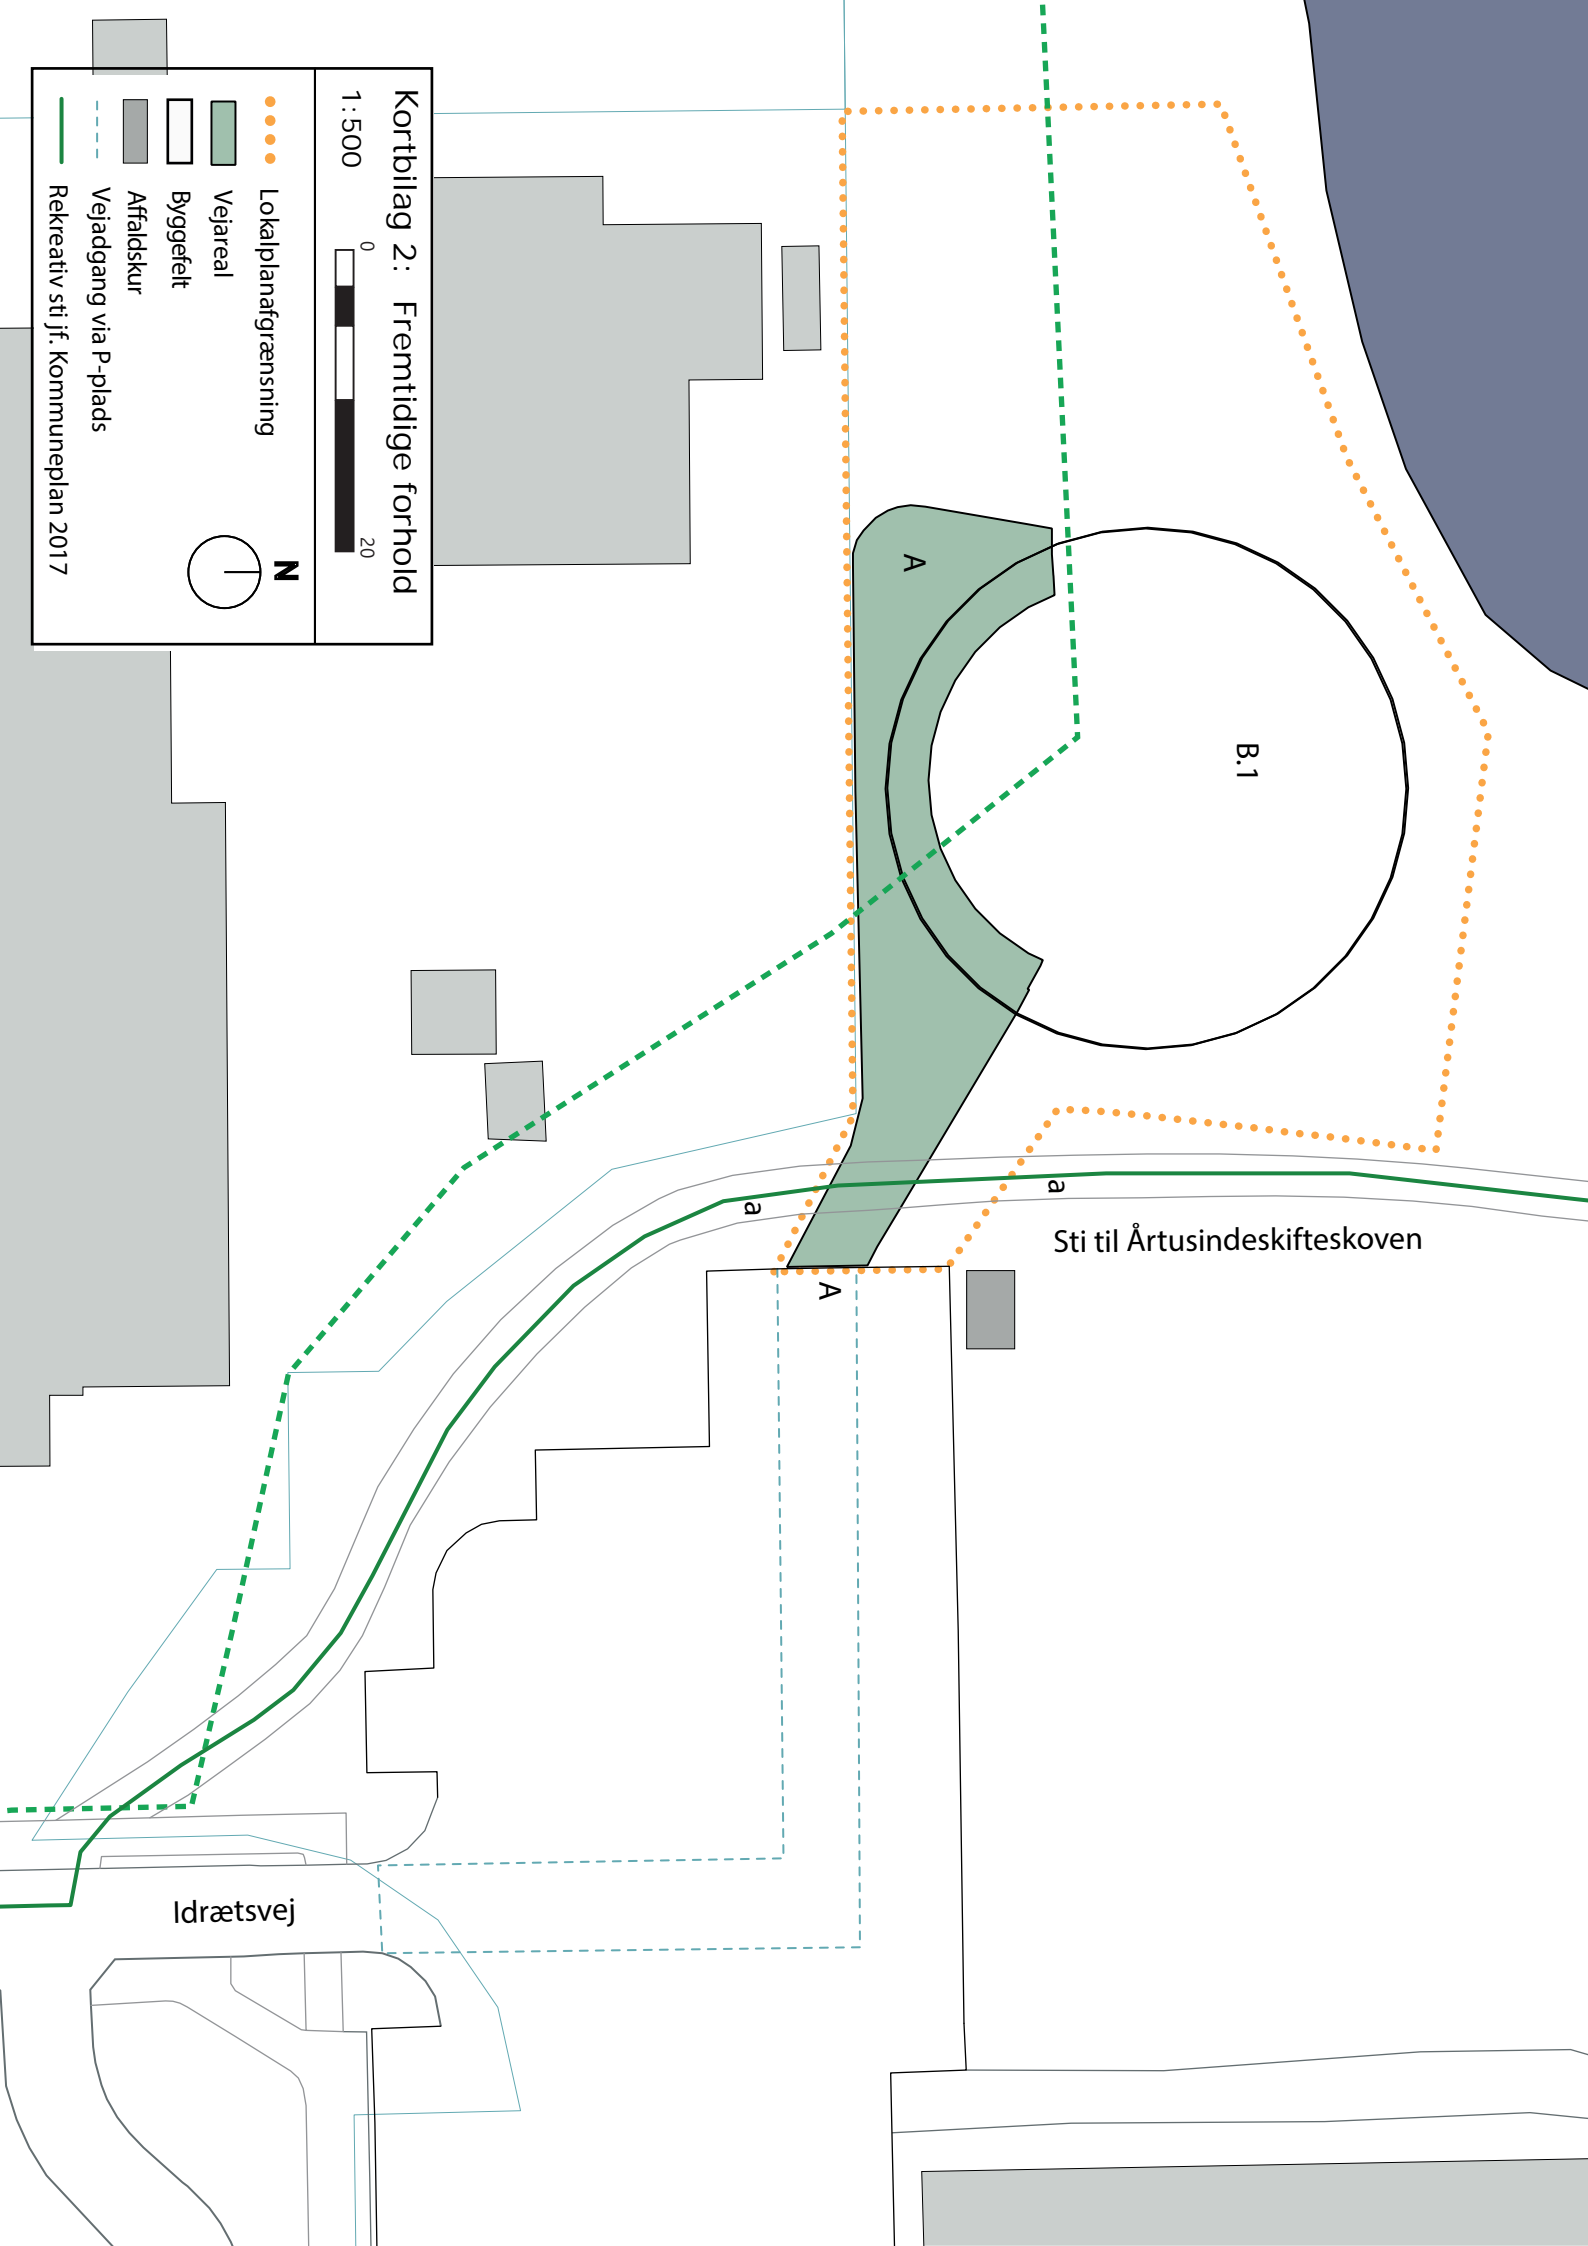 Kortbilag 2: Fremtidige forhold
1:500
0 20
N
Lokalplanafgrænsning
Vejareal
Byggefelt
Affaldskur
Vejadgang via P-plads
Rekreativ sti jf. Kommuneplan 2017
A
B.1
a
a
Sti til Årtusindeskifteskoven
A
Idrætsvej